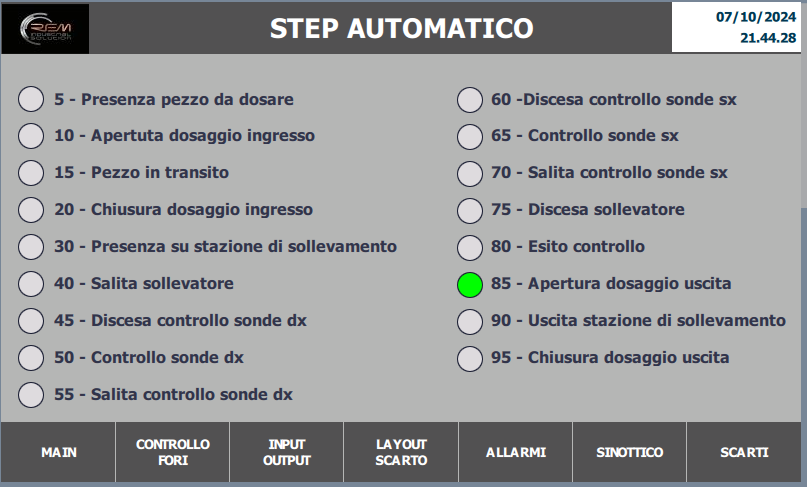 REM
INDUSTRIAL
SOLUTION
STEP AUTOMATICO
07/10/2024
21.44.28
5 - Presenza pezzo da dosare
10 - Apertuta dosaggio ingresso
15 - Pezzo in transito
20 - Chiusura dosaggio ingresso
30 - Presenza su stazione di sollevamento
40 - Salita sollevatore
45 - Discesa controllo sonde dx
50 - Controllo sonde dx
55 - Salita controllo sonde dx
60 -Discesa controllo sonde sx
65 - Controllo sonde sx
70 - Salita controllo sonde sx
75 - Discesa sollevatore
80 - Esito controllo
85 - Apertura dosaggio uscita
90 - Uscita stazione di sollevamento
95 - Chiusura dosaggio uscita
MAIN
CONTROLLO
FORI
INPUT
OUTPUT
LAYOUT
SCARTO
ALLARMI
SINOTTICO
SCARTI